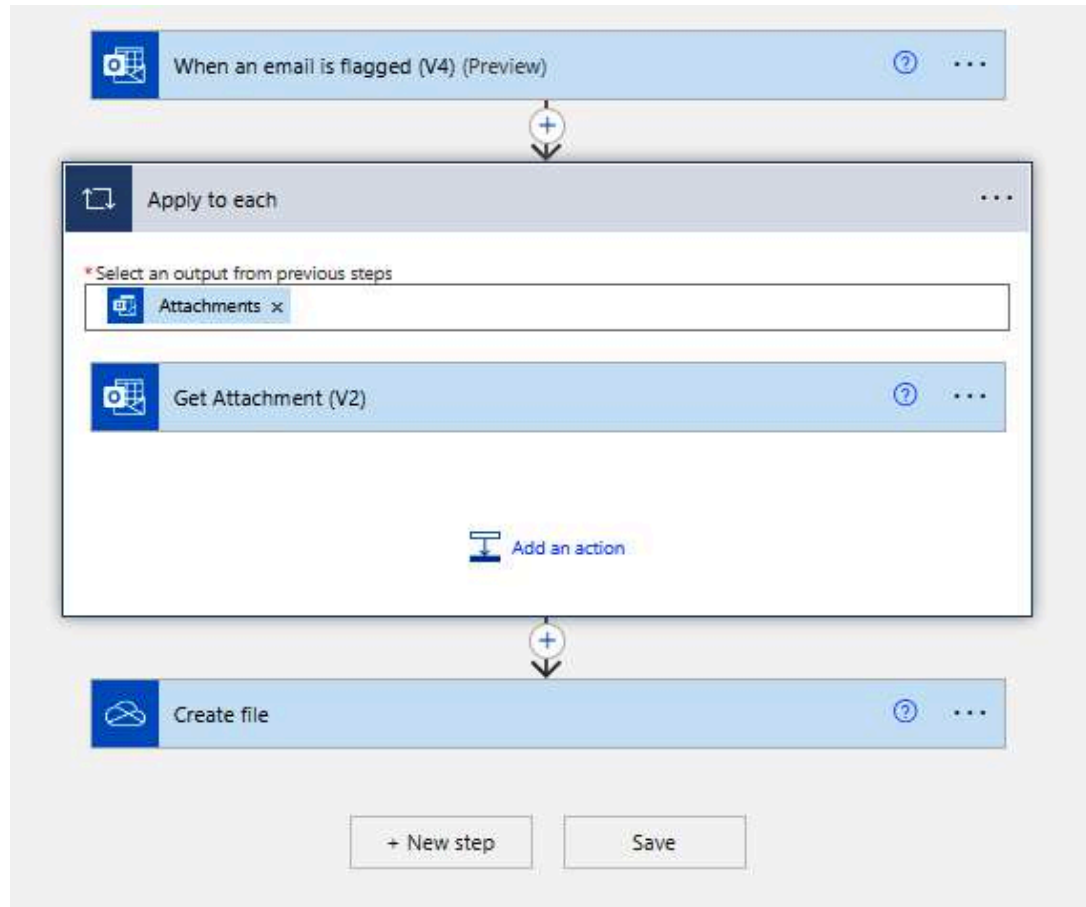 When an email is flagged (V4) (Preview)
Apply to each
* Select an output from previous steps
Attachments ×
Get Attachment (V2)
Add an action
Create file
+ New step
Save